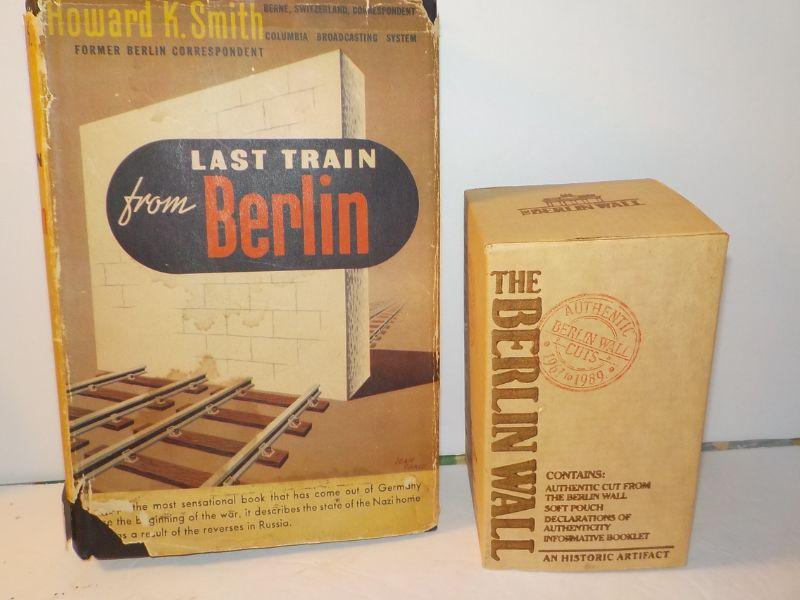 Howard K. Smith
BERNE, SWITZERLAND, CORRESPONDENT
COLUMBIA BROADCASTING SYSTEM
FORMER BERLIN CORRESPONDENT
LAST TRAIN
from Berlin
the most sensational book that has come out of Germany
the beginning of the war, it describes the state of the Nazi home
as a result of the reverses in Russia.
THE BERLIN WALL
THE
BERLIN WALL
AUTHENTIC
BERLIN WALL
CUTS
1961 to 1989
CONTAINS:
AUTHENTIC CUT FROM
THE BERLIN WALL
SOFT POUCH
DECLARATIONS OF
AUTHENTICITY
INFORMATIVE BOOKLET
AN HISTORIC ARTIFACT